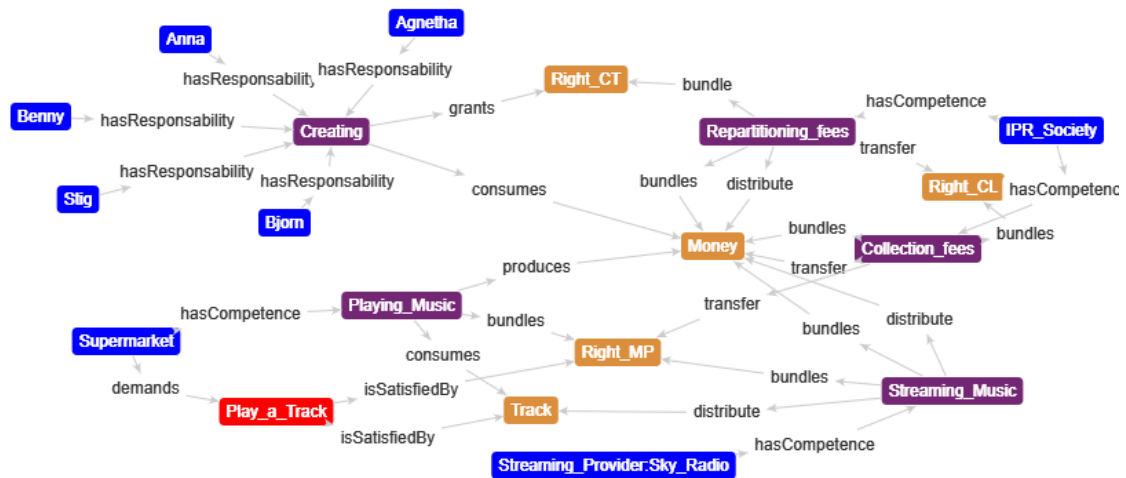 Agnetha
Anna
hasResponsability
hasResponsability
Right_CT
bundle
hasCompetence
Benny
hasResponsability
grants
Creating
Repartitioning_fees
IPR_Society
transfer
hasResponsability
hasResponsability
consumes
bundles
distribute
Right_CL
hasCompetence
Stig
Bjorn
bundles
bundles
Money
Collection_fees
produces
transfer
Playing_Music
hasCompetence
transfer
bundles
distribute
bundles
Supermarket
consumes
Right_MP
demands
isSatisfiedBy
bundles
Streaming_Music
Play_a_Track
Track
distribute
isSatisfiedBy
hasCompetence
Streaming_Provider:Sky_Radio